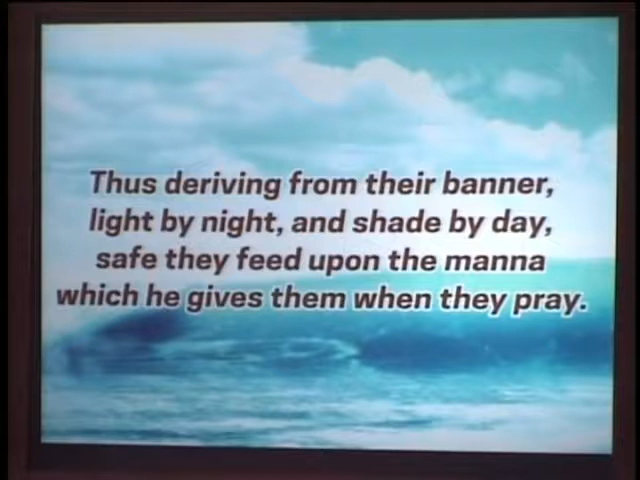 Thus deriving from their banner,
light by night, and shade by day,
safe they feed upon the manna
which he gives them when they pray.